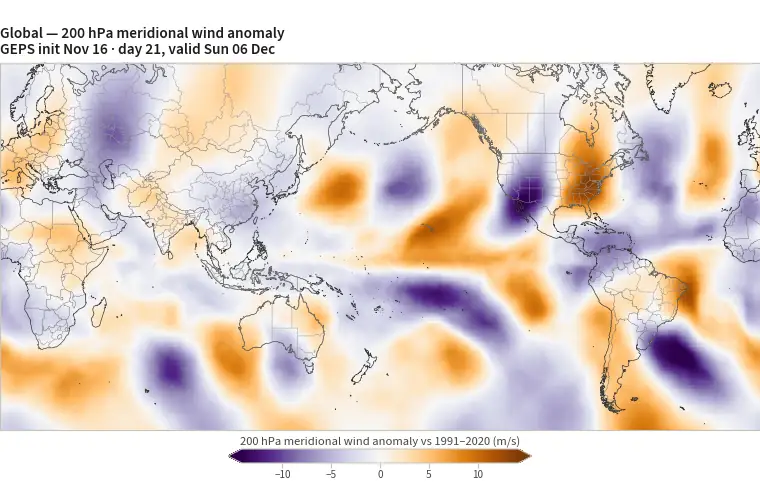 Global — 200 hPa meridional wind anomaly
GEPS init Nov 16 · day 21, valid Sun 06 Dec
200 hPa meridional wind anomaly vs 1991–2020 (m/s)
−10 −5 0 5 10